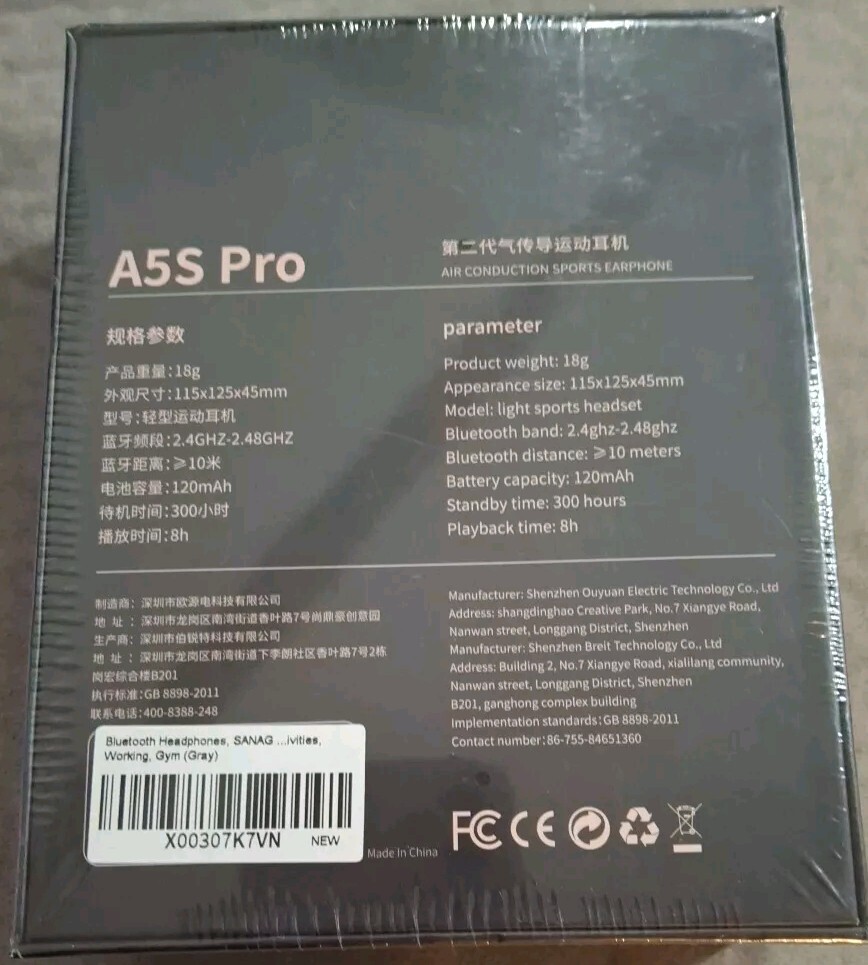 A5S Pro
第二代气传导运动耳机
AIR CONDUCTION SPORTS EARPHONE
规格参数
产品重量:18g
外观尺寸:115x125x45mm
型号:轻型运动耳机
蓝牙频段:2.4GHZ-2.48GHZ
蓝牙距离:≥10米
电池容量:120mAh
待机时间:300小时
播放时间:8h
parameter
Product weight: 18g
Appearance size: 115x125x45mm
Model: light sports headset
Bluetooth band: 2.4ghz-2.48ghz
Bluetooth distance: ≥10 meters
Battery capacity: 120mAh
Standby time: 300 hours
Playback time: 8h
制造商: 深圳市欧源电科技有限公司
地 址: 深圳市龙岗区南湾街道香叶路7号尚鼎豪创意园
生产商: 深圳市伯锐特科技有限公司
地 址: 深圳市龙岗区南湾街道下李朗社区香叶路7号2栋
岗宏综合楼B201
执行标准:GB 8898-2011
联系电话:400-8388-248
Manufacturer: Shenzhen Ouyuan Electric Technology Co., Ltd
Address: shangdinghao Creative Park, No.7 Xiangye Road,
Nanwan street, Longgang District, Shenzhen
Manufacturer: Shenzhen Breit Technology Co., Ltd
Address: Building 2, No.7 Xiangye Road, xialilang community,
Nanwan street, Longgang District, Shenzhen
B201, ganghong complex building
Implementation standards:GB 8898-2011
Contact number:86-755-84651360
Bluetooth Headphones, SANAG ...ivities,
Working, Gym (Gray)
X00307K7VN NEW
Made In China
FC CE